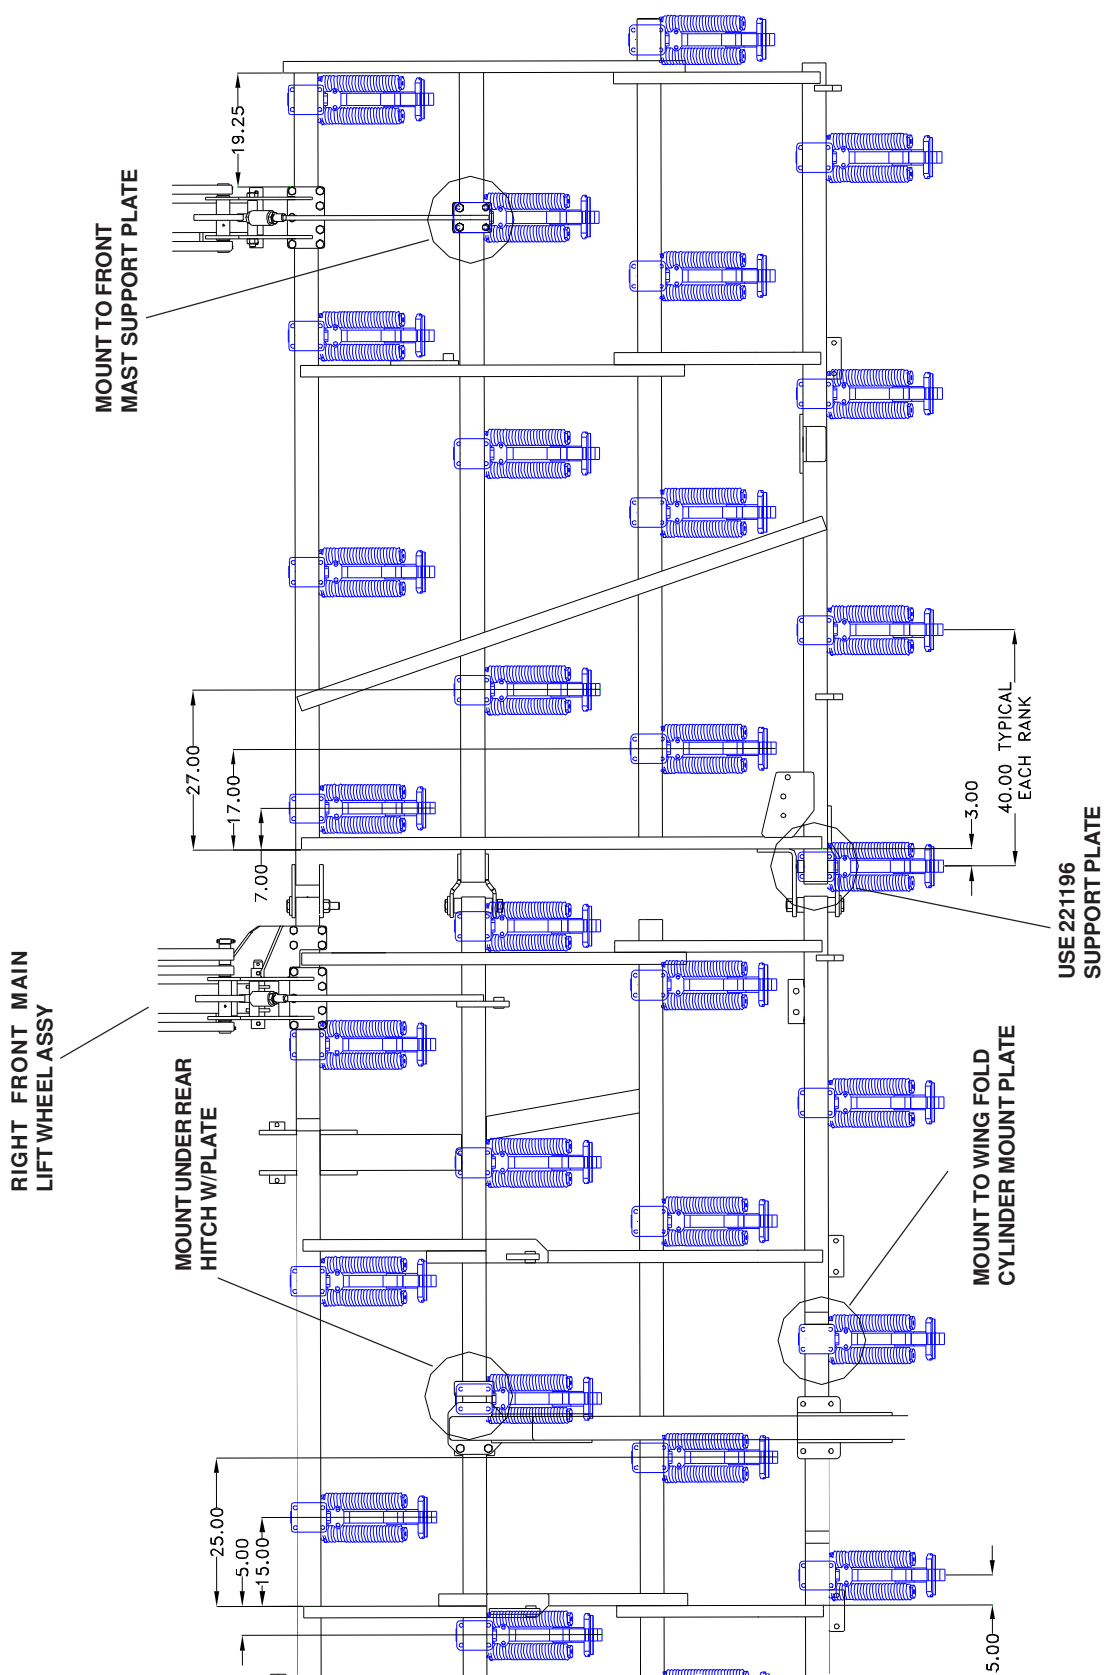 19.25
MOUNT TO FRONT
MAST SUPPORT PLATE
27.00
17.00
7.00
40.00 TYPICAL
EACH RANK
3.00
USE 221196
SUPPORT PLATE
RIGHT FRONT MAIN
LIFT WHEEL ASSY
MOUNT UNDER REAR
HITCH W/PLATE
MOUNT TO WING FOLD
CYLINDER MOUNT PLATE
25.00
5.00
15.00
5.00